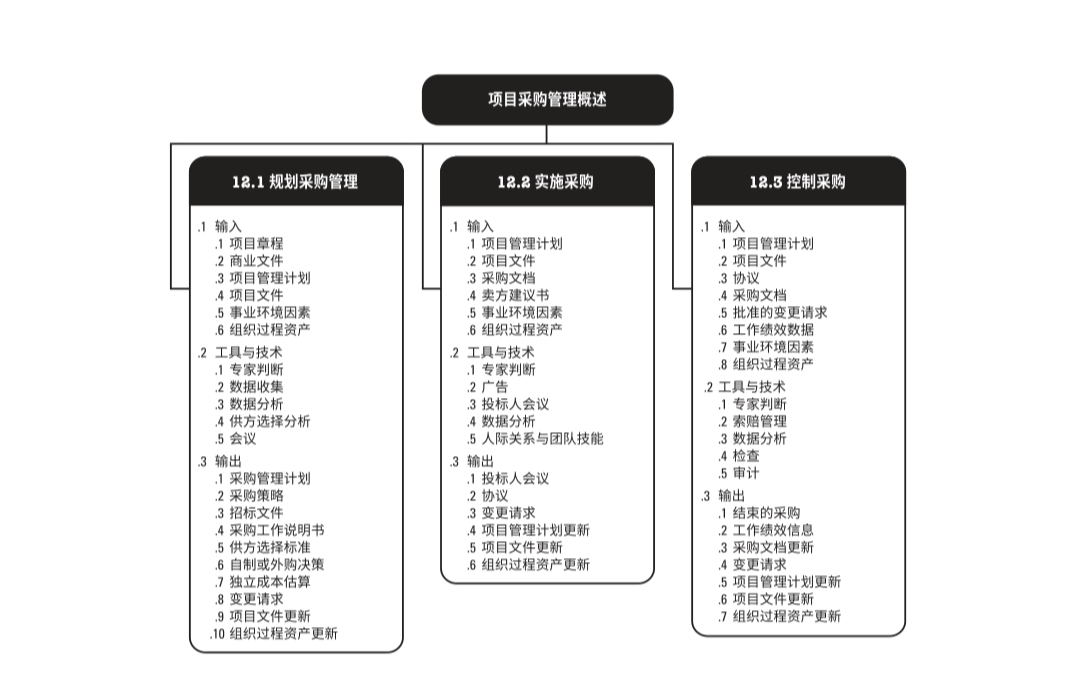 项目采购管理概述
12.1 规划采购管理
.1 输入
.1 项目章程
.2 商业文件
.3 项目管理计划
.4 项目文件
.5 事业环境因素
.6 组织过程资产
.2 工具与技术
.1 专家判断
.2 数据收集
.3 数据分析
.4 供方选择分析
.5 会议
.3 输出
.1 采购管理计划
.2 采购策略
.3 招标文件
.4 采购工作说明书
.5 供方选择标准
.6 自制或外购决策
.7 独立成本估算
.8 变更请求
.9 项目文件更新
.10 组织过程资产更新
12.2 实施采购
.1 输入
.1 项目管理计划
.2 项目文件
.3 采购文档
.4 卖方建议书
.5 事业环境因素
.6 组织过程资产
.2 工具与技术
.1 专家判断
.2 广告
.3 投标人会议
.4 数据分析
.5 人际关系与团队技能
.3 输出
.1 投标人会议
.2 协议
.3 变更请求
.4 项目管理计划更新
.5 项目文件更新
.6 组织过程资产更新
12.3 控制采购
.1 输入
.1 项目管理计划
.2 项目文件
.3 协议
.4 采购文档
.5 批准的变更请求
.6 工作绩效数据
.7 事业环境因素
.8 组织过程资产
.2 工具与技术
.1 专家判断
.2 索赔管理
.3 数据分析
.4 检查
.5 审计
.3 输出
.1 结束的采购
.2 工作绩效信息
.3 采购文档更新
.4 变更请求
.5 项目管理计划更新
.6 项目文件更新
.7 组织过程资产更新